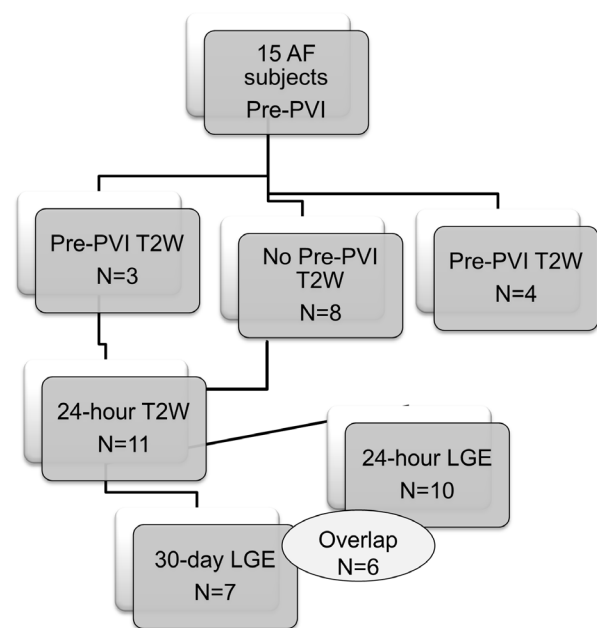 15 AF
subjects
Pre-PVI
Pre-PVI T2W
N=3
No Pre-PVI
T2W
N=8
Pre-PVI T2W
N=4
24-hour T2W
N=11
24-hour LGE
N=10
30-day LGE
N=7
Overlap
N=6